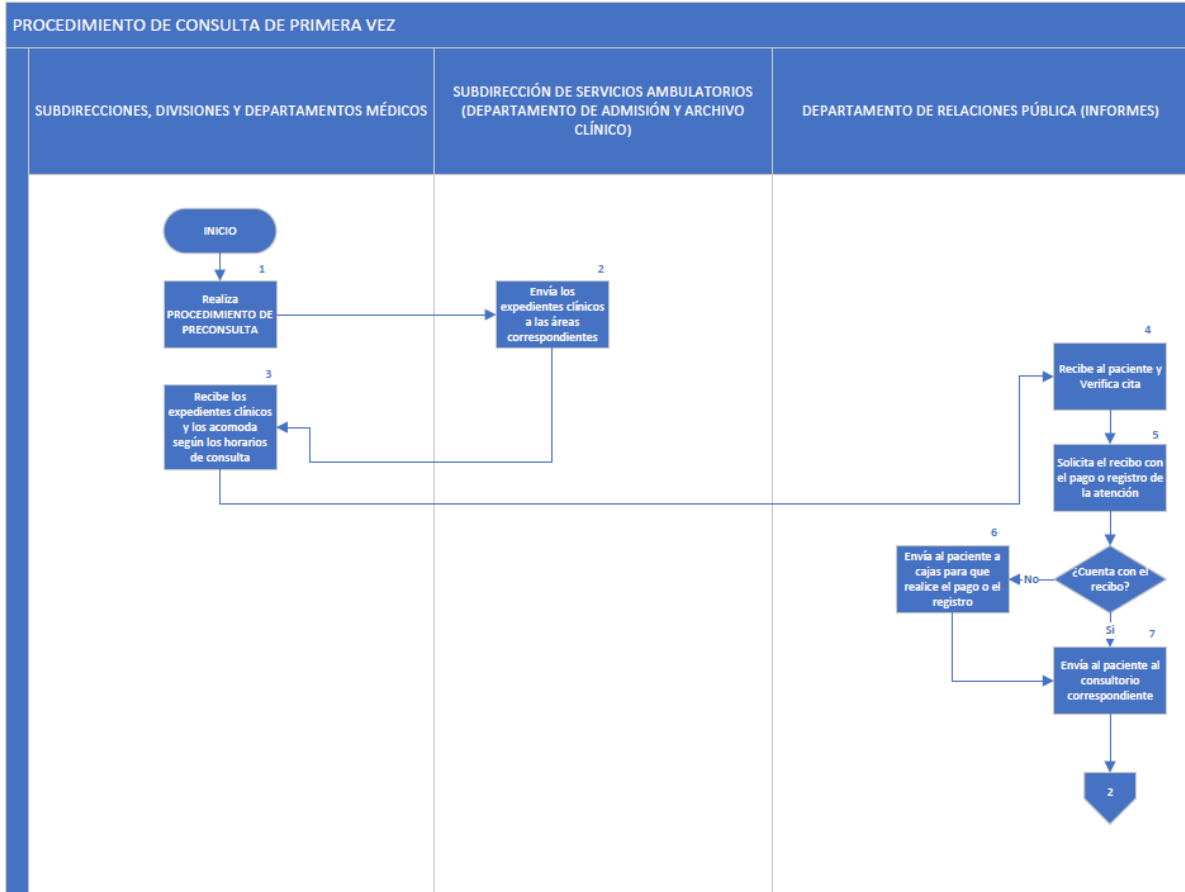 PROCEDIMIENTO DE CONSULTA DE PRIMERA VEZ
SUBDIRECCIONES, DIVISIONES Y DEPARTAMENTOS MÉDICOS
SUBDIRECCIÓN DE SERVICIOS AMBULATORIOS
(DEPARTAMENTO DE ADMISIÓN Y ARCHIVO
CLÍNICO)
DEPARTAMENTO DE RELACIONES PÚBLICA (INFORMES)
INICIO
1
Realiza
PROCEDIMIENTO DE
PRECONSULTA
2
Envía los
expedientes clínicos
a las áreas
correspondientes
3
Recibe los
expedientes clínicos
y los acomoda
según los horarios
de consulta
4
Recibe al paciente y
Verifica cita
5
Solicita el recibo con
el pago o registro de
la atención
¿Cuenta con el
recibo?
No
6
Envía al paciente a
cajas para que
realice el pago o el
registro
Si
7
Envía al paciente al
consultorio
correspondiente
2